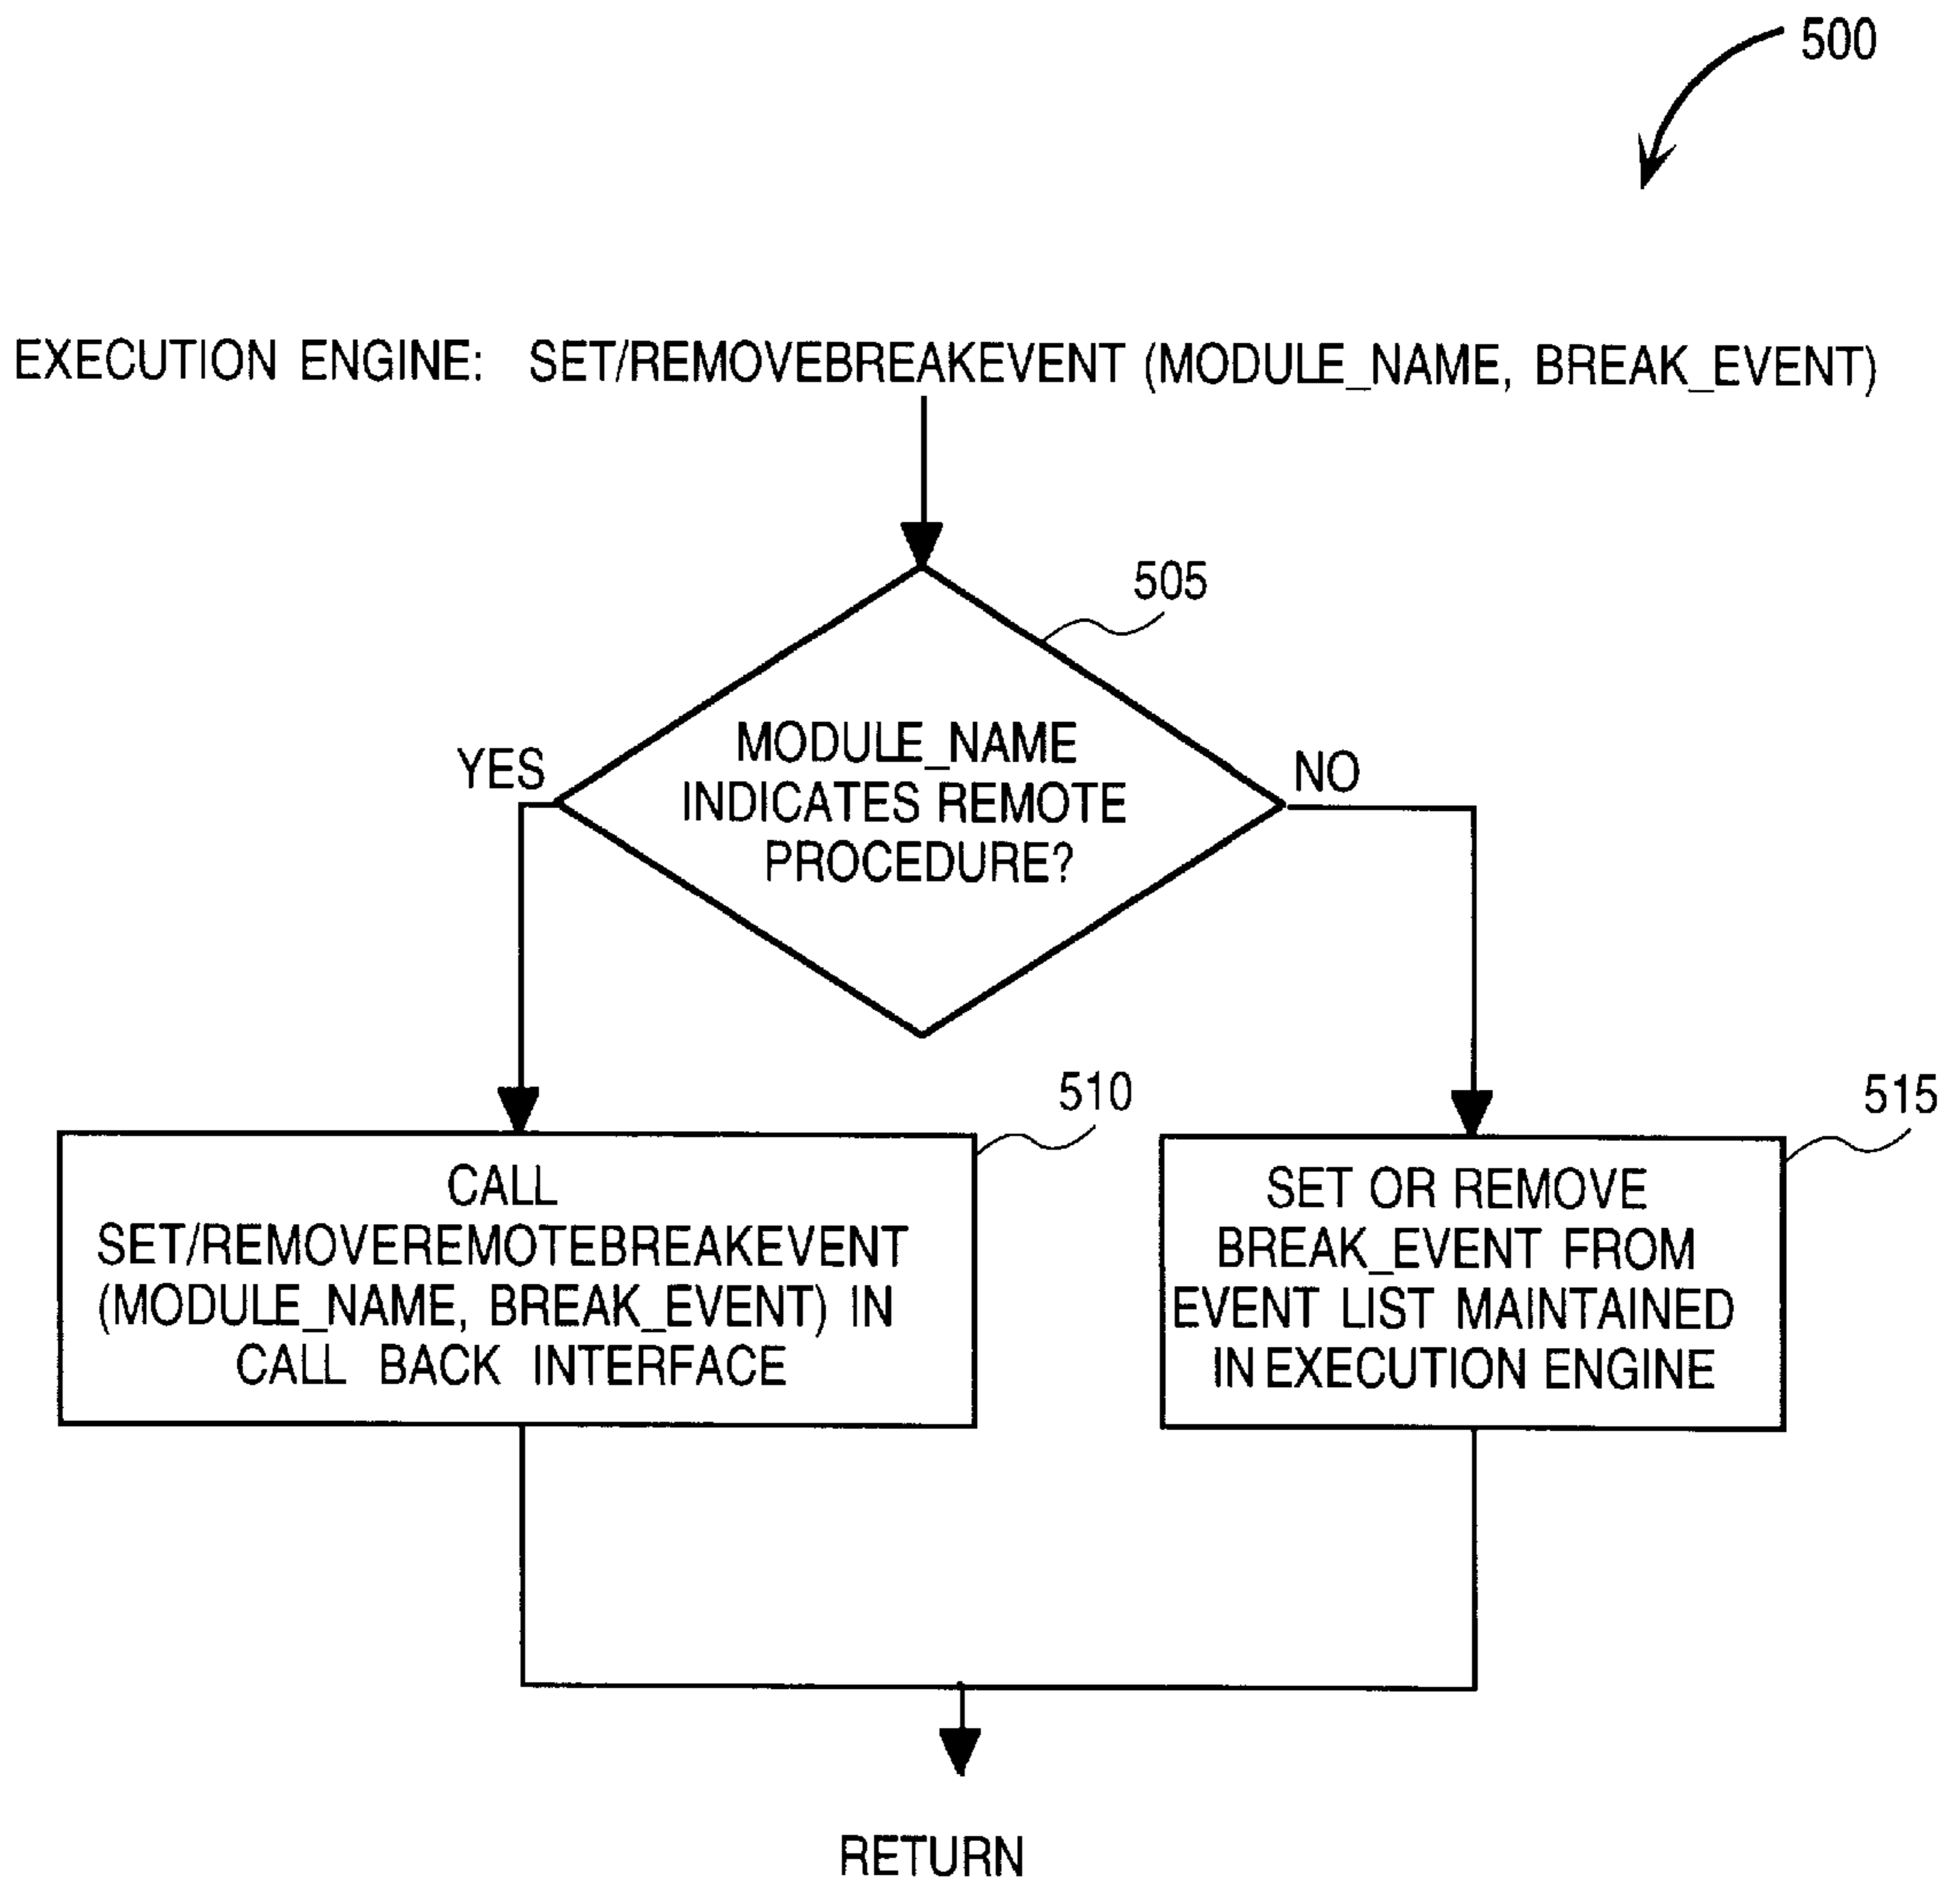 500
EXECUTION ENGINE: SET/REMOVEBREAKEVENT (MODULE_NAME, BREAK_EVENT)
505
YES
MODULE_NAME
INDICATES REMOTE
PROCEDURE?
NO
510
CALL
SET/REMOVEREMOTEBREAKEVENT
(MODULE_NAME, BREAK_EVENT) IN
CALL BACK INTERFACE
515
SET OR REMOVE
BREAK_EVENT FROM
EVENT LIST MAINTAINED
IN EXECUTION ENGINE
RETURN